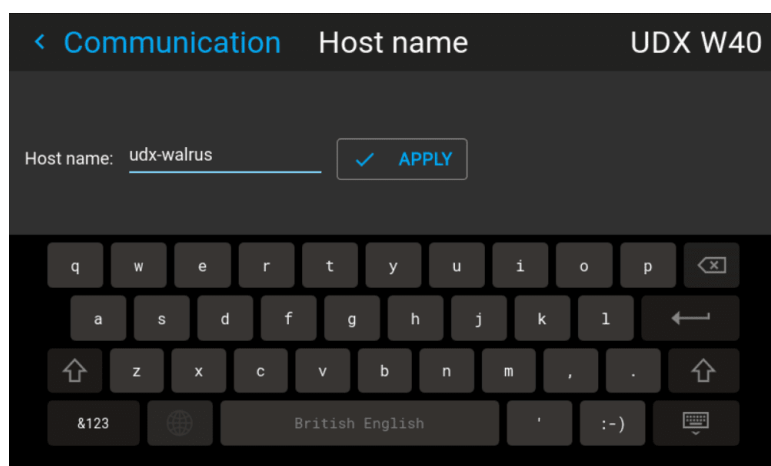 Communication Host name UDX W40
Host name: udx-walrus APPLY
q w e r t y u i o p
a s d f g h j k l
z x c v b n m , .
&123 British English ' :-)